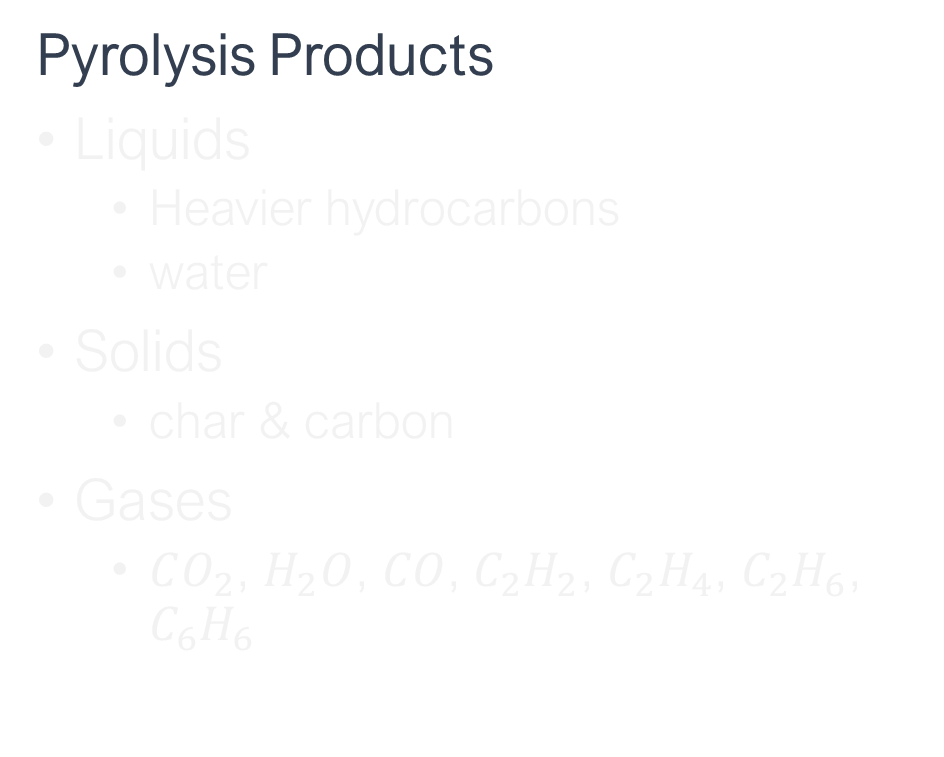 Pyrolysis Products
• Liquids
• Heavier hydrocarbons
• water
• Solids
• char & carbon
• Gases
• CO₂, H₂O, CO, C₂H₂, C₂H₄, C₂H₆,
C₆H₆